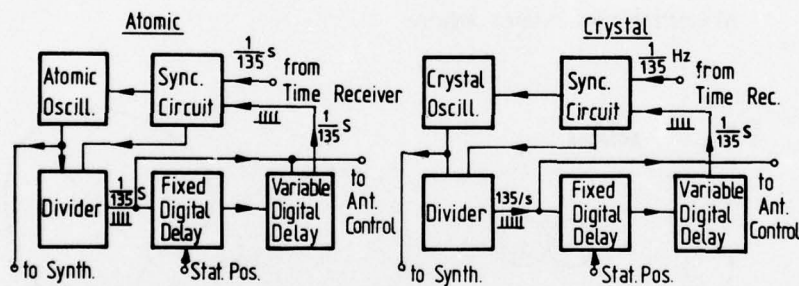 Atomic
Atomic
Oscill.
Sync.
Circuit
1/135 s
from
Time Receiver
1/135 s
Divider
1/135 s
Fixed
Digital
Delay
Variable
Digital
Delay
to
Ant.
Control
to Synth.
Stat. Pos.
Crystal
Crystal
Oscill.
Sync.
Circuit
1/135 Hz
from
Time Rec.
1/135 s
Divider
135/s
Fixed
Digital
Delay
Variable
Digital
Delay
to
Ant.
Control
to Synth.
Stat. Pos.